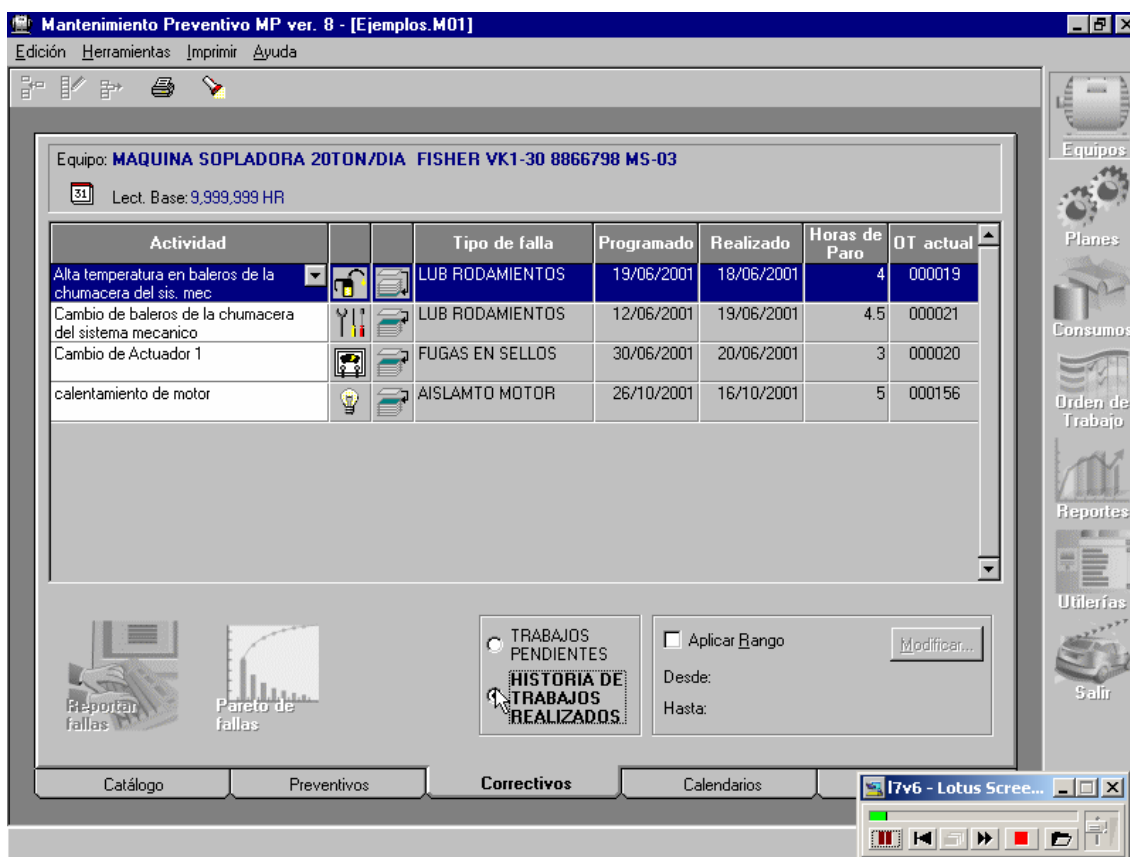 Mantenimiento Preventivo MP ver. 8 - [Ejemplos.M01]
Edición Herramientas Imprimir Ayuda
Equipo: MAQUINA SOPLADORA 20TON/DIA FISHER VK1-30 8866798 MS-03
31 Lect. Base: 9,999,999 HR
Actividad Tipo de falla Programado Realizado Horas de Paro OT actual
Alta temperatura en baleros de la
chumacera del sis. mec
LUB RODAMIENTOS 19/06/2001 18/06/2001 4 000019
Cambio de baleros de la chumacera
del sistema mecanico
LUB RODAMIENTOS 12/06/2001 19/06/2001 4.5 000021
Cambio de Actuador 1 FUGAS EN SELLOS 30/06/2001 20/06/2001 3 000020
calentamiento de motor AISLAMTO MOTOR 26/10/2001 16/10/2001 5 000156
Reportar
fallas
Pareto de
fallas
TRABAJOS
PENDIENTES
HISTORIA DE
TRABAJOS
REALIZADOS
Aplicar Rango
Modificar...
Desde:
Hasta:
Catálogo Preventivos Correctivos Calendarios
Equipos
Planes
Consumos
Orden de
Trabajo
Reportes
Utilerías
Salir
l7v6 - Lotus Scree...